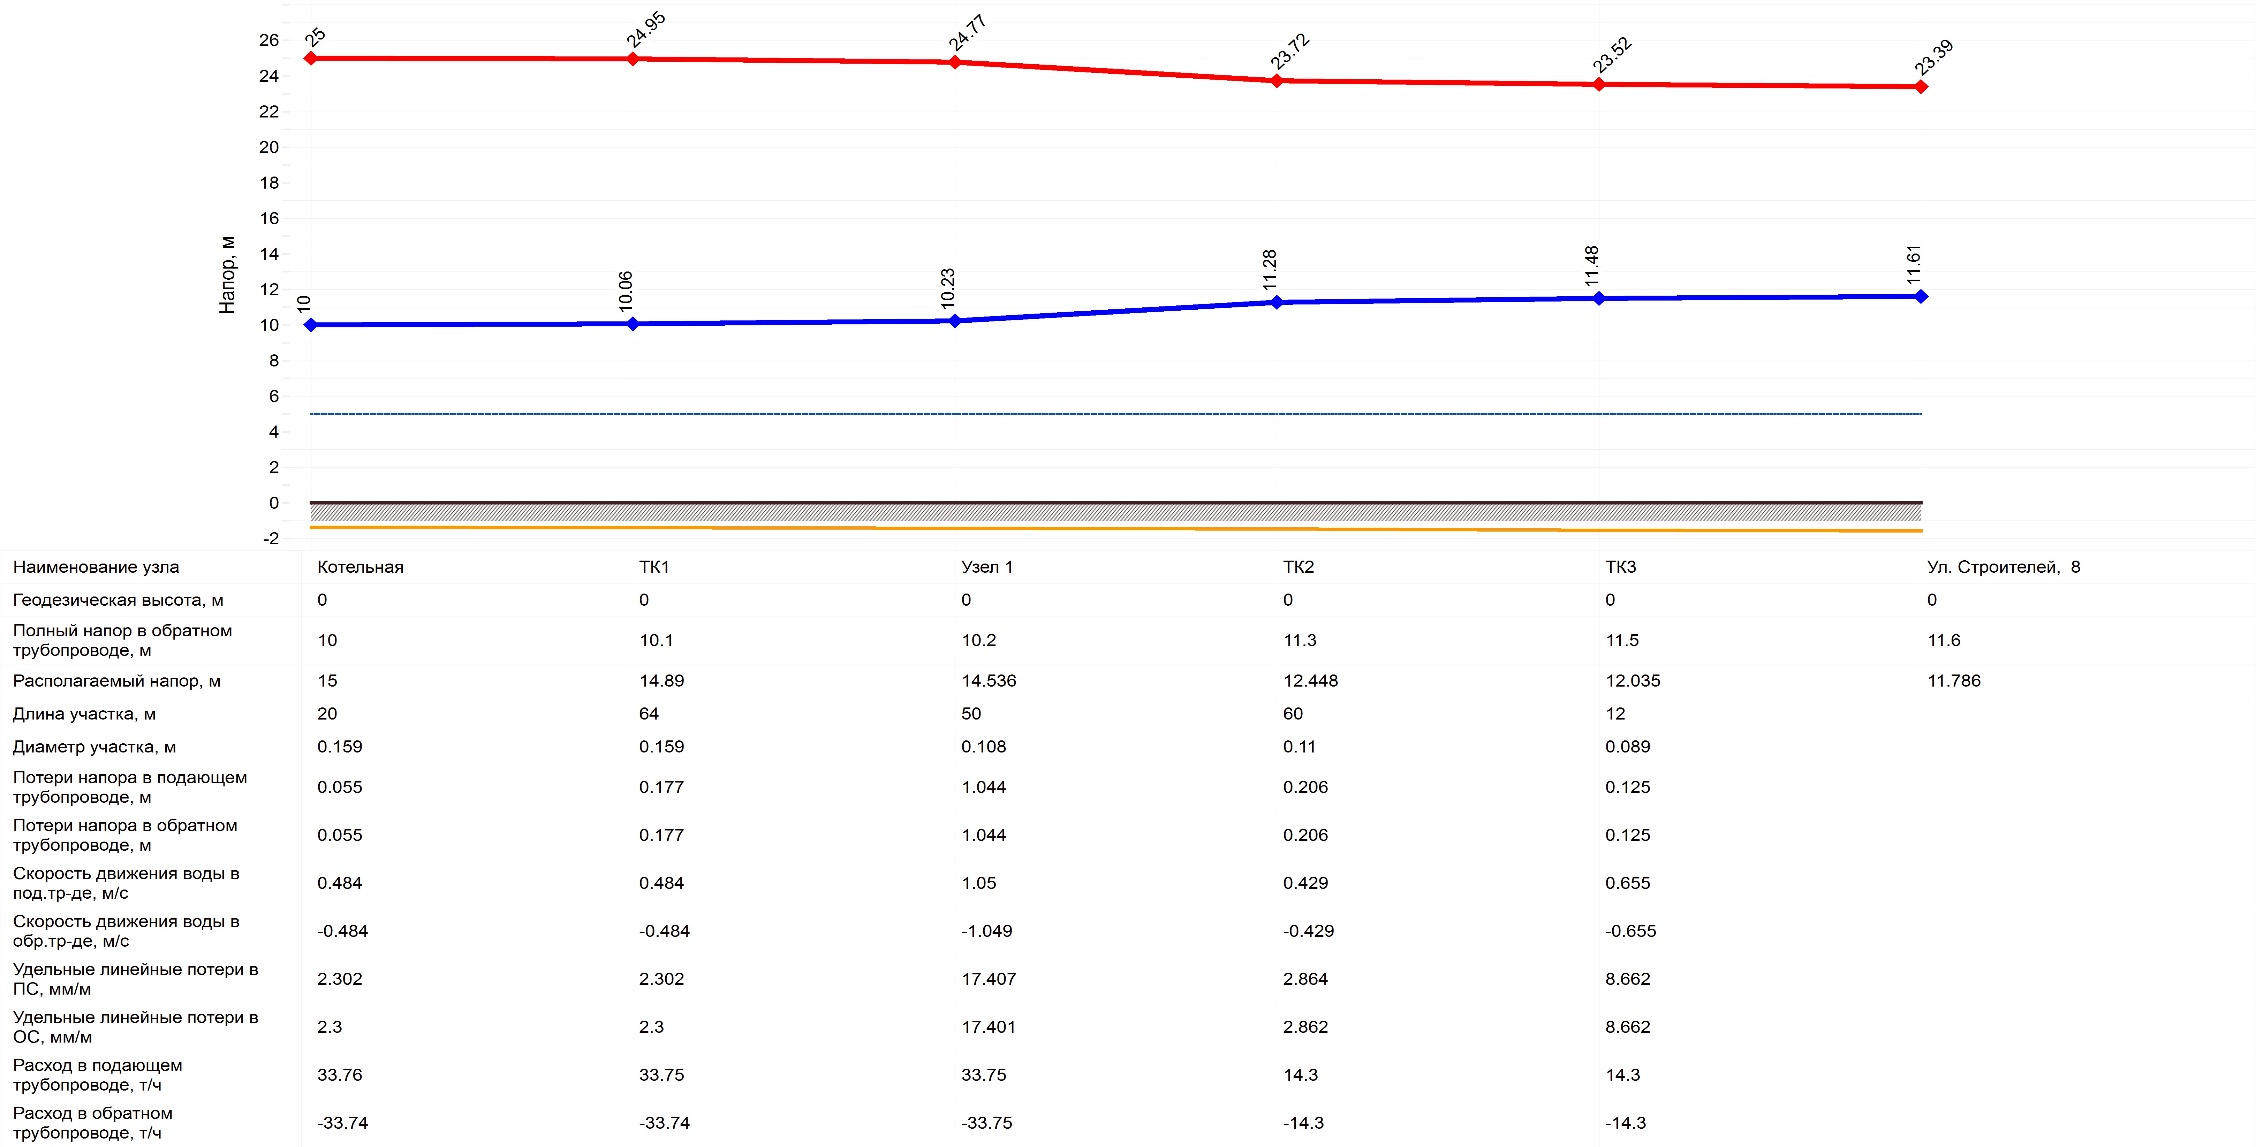 25
24.95
24.77
23.72
23.52
23.39
26
24
22
20
18
16
14
12
10
8
6
4
2
0
-2
Напор, м
10
10.06
10.23
11.28
11.48
11.61
Наименование узла Котельная ТК1 Узел 1 ТК2 ТК3 Ул. Строителей, 8
Геодезическая высота, м 0 0 0 0 0 0
Полный напор в обратном
трубопроводе, м 10 10.1 10.2 11.3 11.5 11.6
Располагаемый напор, м 15 14.89 14.536 12.448 12.035 11.786
Длина участка, м 20 64 50 60 12
Диаметр участка, м 0.159 0.159 0.108 0.11 0.089
Потери напора в подающем
трубопроводе, м 0.055 0.177 1.044 0.206 0.125
Потери напора в обратном
трубопроводе, м 0.055 0.177 1.044 0.206 0.125
Скорость движения воды в
под.тр-де, м/с 0.484 0.484 1.05 0.429 0.655
Скорость движения воды в
обр.тр-де, м/с -0.484 -0.484 -1.049 -0.429 -0.655
Удельные линейные потери в
ПС, мм/м 2.302 2.302 17.407 2.864 8.662
Удельные линейные потери в
ОС, мм/м 2.3 2.3 17.401 2.862 8.662
Расход в подающем
трубопроводе, т/ч 33.76 33.75 33.75 14.3 14.3
Расход в обратном
трубопроводе, т/ч -33.74 -33.74 -33.75 -14.3 -14.3